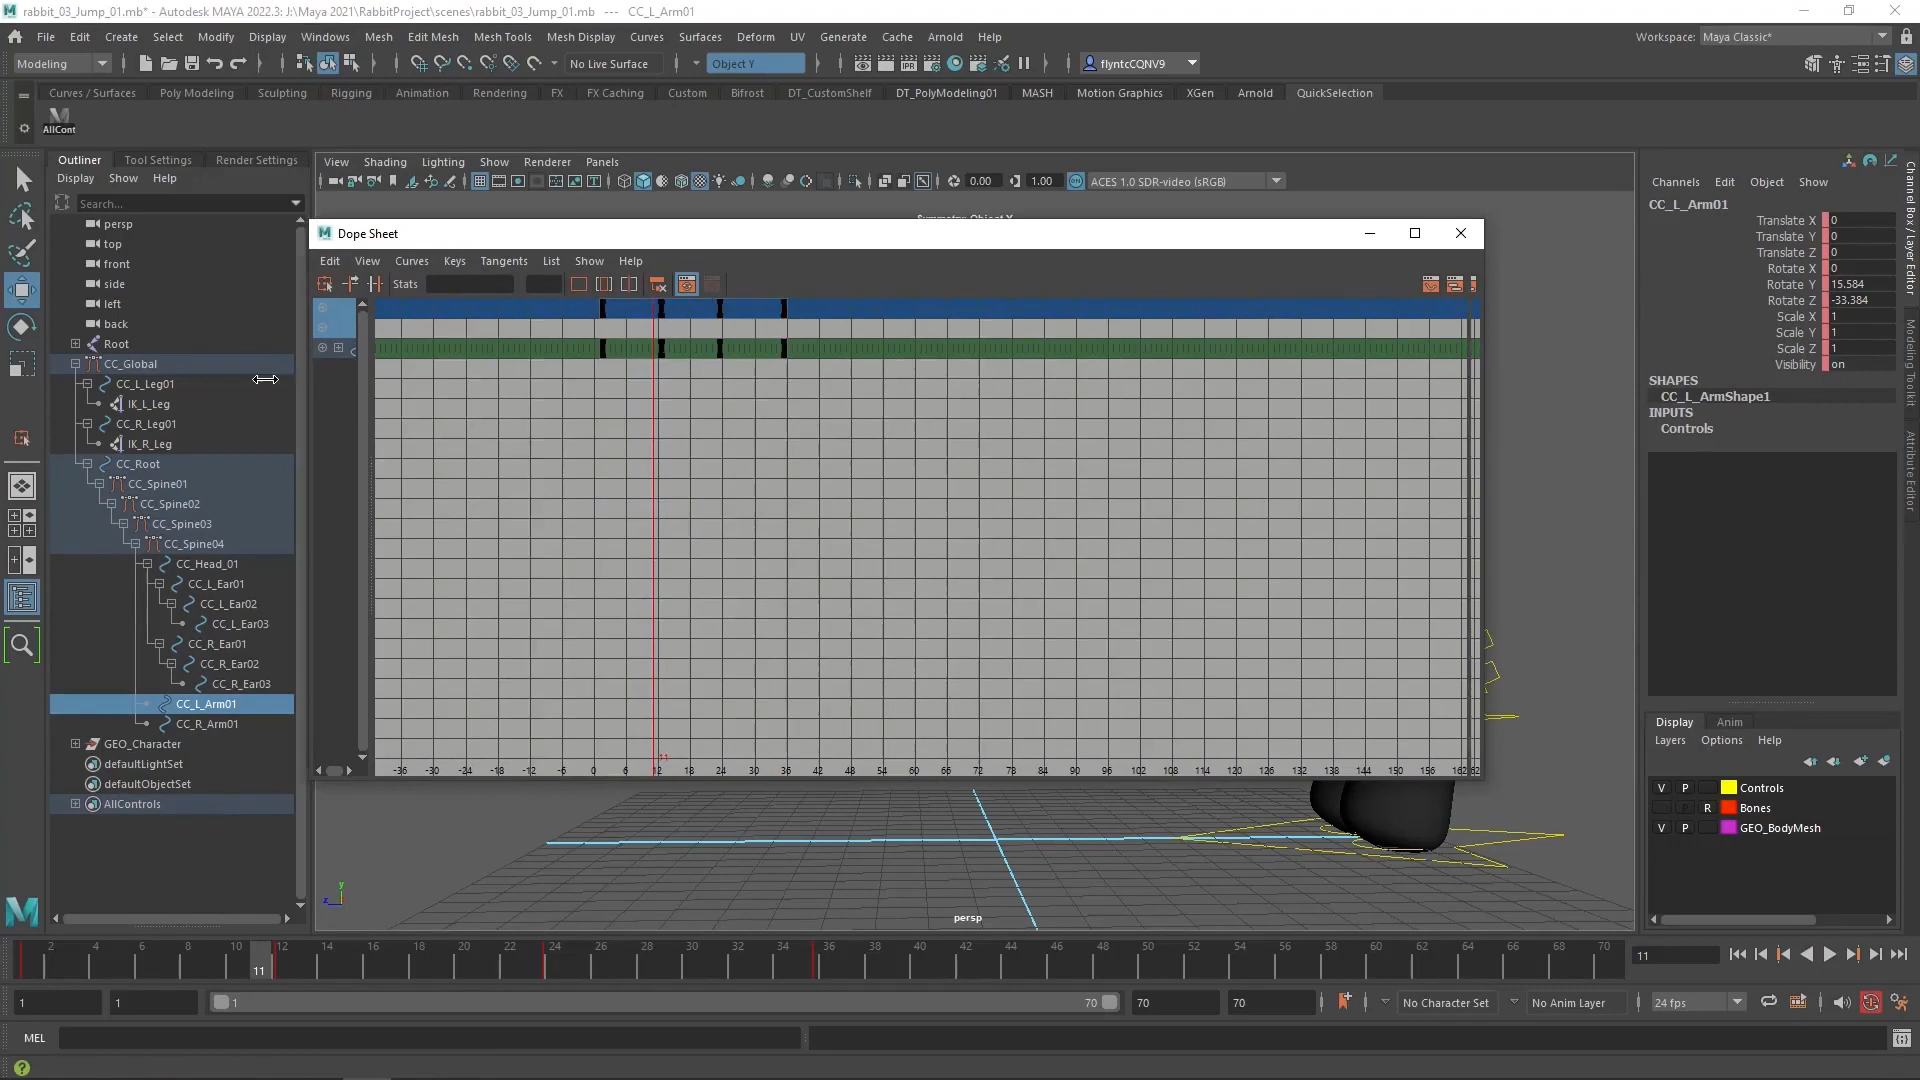 rabbit_03_Jump_01.mb* - Autodesk MAYA 2022.3: J:\Maya 2021\RabbitProject\scenes\rabbit_03_Jump_01.mb --- CC_L_Arm01
File Edit Create Select Modify Display Windows Mesh Edit Mesh Mesh Tools Mesh Display Curves Surfaces Deform UV Generate Cache Arnold Help
Workspace: Maya Classic*
Modeling No Live Surface Object Y IPR flyntcCQNV9
Curves / Surfaces Poly Modeling Sculpting Rigging Animation Rendering FX FX Caching Custom Bifrost DT_CustomShelf DT_PolyModeling01 MASH Motion Graphics XGen Arnold QuickSelection
AllCont
Outliner Tool Settings Render Settings
Display Show Help
Search...
persp
top
front
side
left
back
Root
CC_Global
CC_L_Leg01
IK_L_Leg
CC_R_Leg01
IK_R_Leg
CC_Root
CC_Spine01
CC_Spine02
CC_Spine03
CC_Spine04
CC_Head_01
CC_L_Ear01
CC_L_Ear02
CC_L_Ear03
CC_R_Ear01
CC_R_Ear02
CC_R_Ear03
CC_L_Arm01
CC_R_Arm01
GEO_Character
defaultLightSet
defaultObjectSet
AllControls
View Shading Lighting Show Renderer Panels
0.00 1.00 ACES 1.0 SDR-video (sRGB)
Dope Sheet
Edit View Curves Keys Tangents List Show Help
Stats
11
-36 -30 -24 -18 -12 -6 0 6 12 18 24 30 36 42 48 54 60 66 72 78 84 90 96 102 108 114 120 126 132 138 144 150 156 162
persp
y
z
Channels Edit Object Show
CC_L_Arm01
Translate X 0
Translate Y 0
Translate Z 0
Rotate X 0
Rotate Y 15.584
Rotate Z -33.384
Scale X 1
Scale Y 1
Scale Z 1
Visibility on
SHAPES
CC_L_ArmShape1
INPUTS
Controls
Channel Box / Layer Editor
Modeling Toolkit
Attribute Editor
Display Anim
Layers Options Help
V P Controls
R Bones
V P GEO_BodyMesh
2 4 6 8 10 12 14 16 18 20 22 24 26 28 30 32 34 36 38 40 42 44 46 48 50 52 54 56 58 60 62 64 66 68 70
11
11
1 1 1 70 70 70 No Character Set No Anim Layer 24 fps
MEL